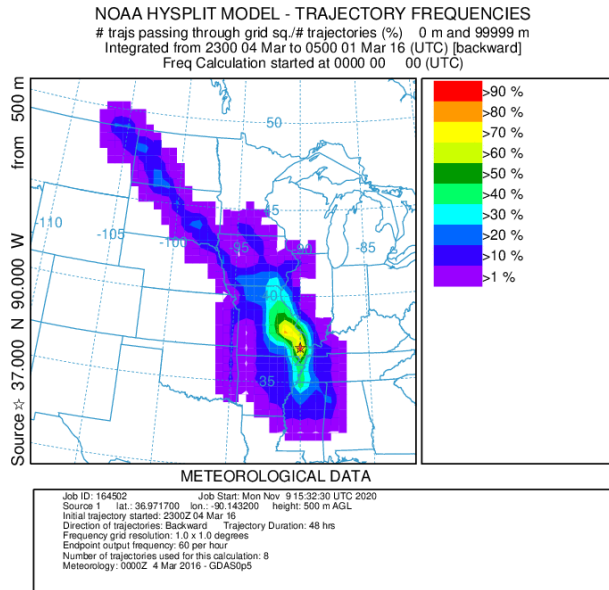 NOAA HYSPLIT MODEL - TRAJECTORY FREQUENCIES
# trajs passing through grid sq./# trajectories (%) 0 m and 99999 m
Integrated from 2300 04 Mar to 0500 01 Mar 16 (UTC) [backward]
Freq Calculation started at 0000 00 00 (UTC)
Source ☆ 37.000 N 90.000 W from 500 m
50
45
-110
-105
-100
-95
-90
-85
40
35
>90 %
>80 %
>70 %
>60 %
>50 %
>40 %
>30 %
>20 %
>10 %
>1 %
METEOROLOGICAL DATA
Job ID: 164502 Job Start: Mon Nov 9 15:32:30 UTC 2020
Source 1 lat.: 36.971700 lon.: -90.143200 height: 500 m AGL
Initial trajectory started: 2300Z 04 Mar 16
Direction of trajectories: Backward Trajectory Duration: 48 hrs
Frequency grid resolution: 1.0 x 1.0 degrees
Endpoint output frequency: 60 per hour
Number of trajectories used for this calculation: 8
Meteorology: 0000Z 4 Mar 2016 - GDAS0p5